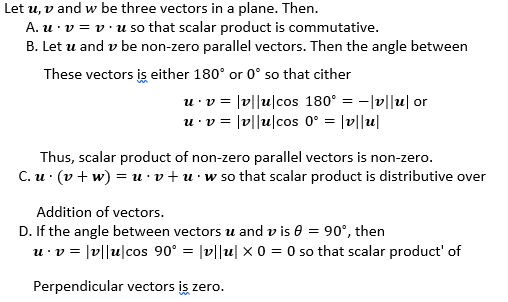 Let u, v and w be three vectors in a plane. Then.
A. u · v = v · u so that scalar product is commutative.
B. Let u and v be non-zero parallel vectors. Then the angle between
These vectors is either 180° or 0° so that cither
u · v = |v||u|cos 180° = −|v||u| or
u · v = |v||u|cos 0° = |v||u|
Thus, scalar product of non-zero parallel vectors is non-zero.
C. u · (v + w) = u · v + u · w so that scalar product is distributive over
Addition of vectors.
D. If the angle between vectors u and v is θ = 90°, then
u · v = |v||u|cos 90° = |v||u| × 0 = 0 so that scalar product' of
Perpendicular vectors is zero.